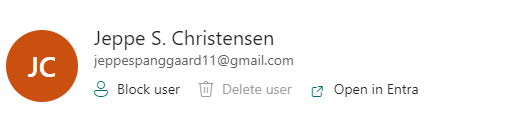 JC
Jeppe S. Christensen
jeppespanggaard11@gmail.com
Block user Delete user Open in Entra